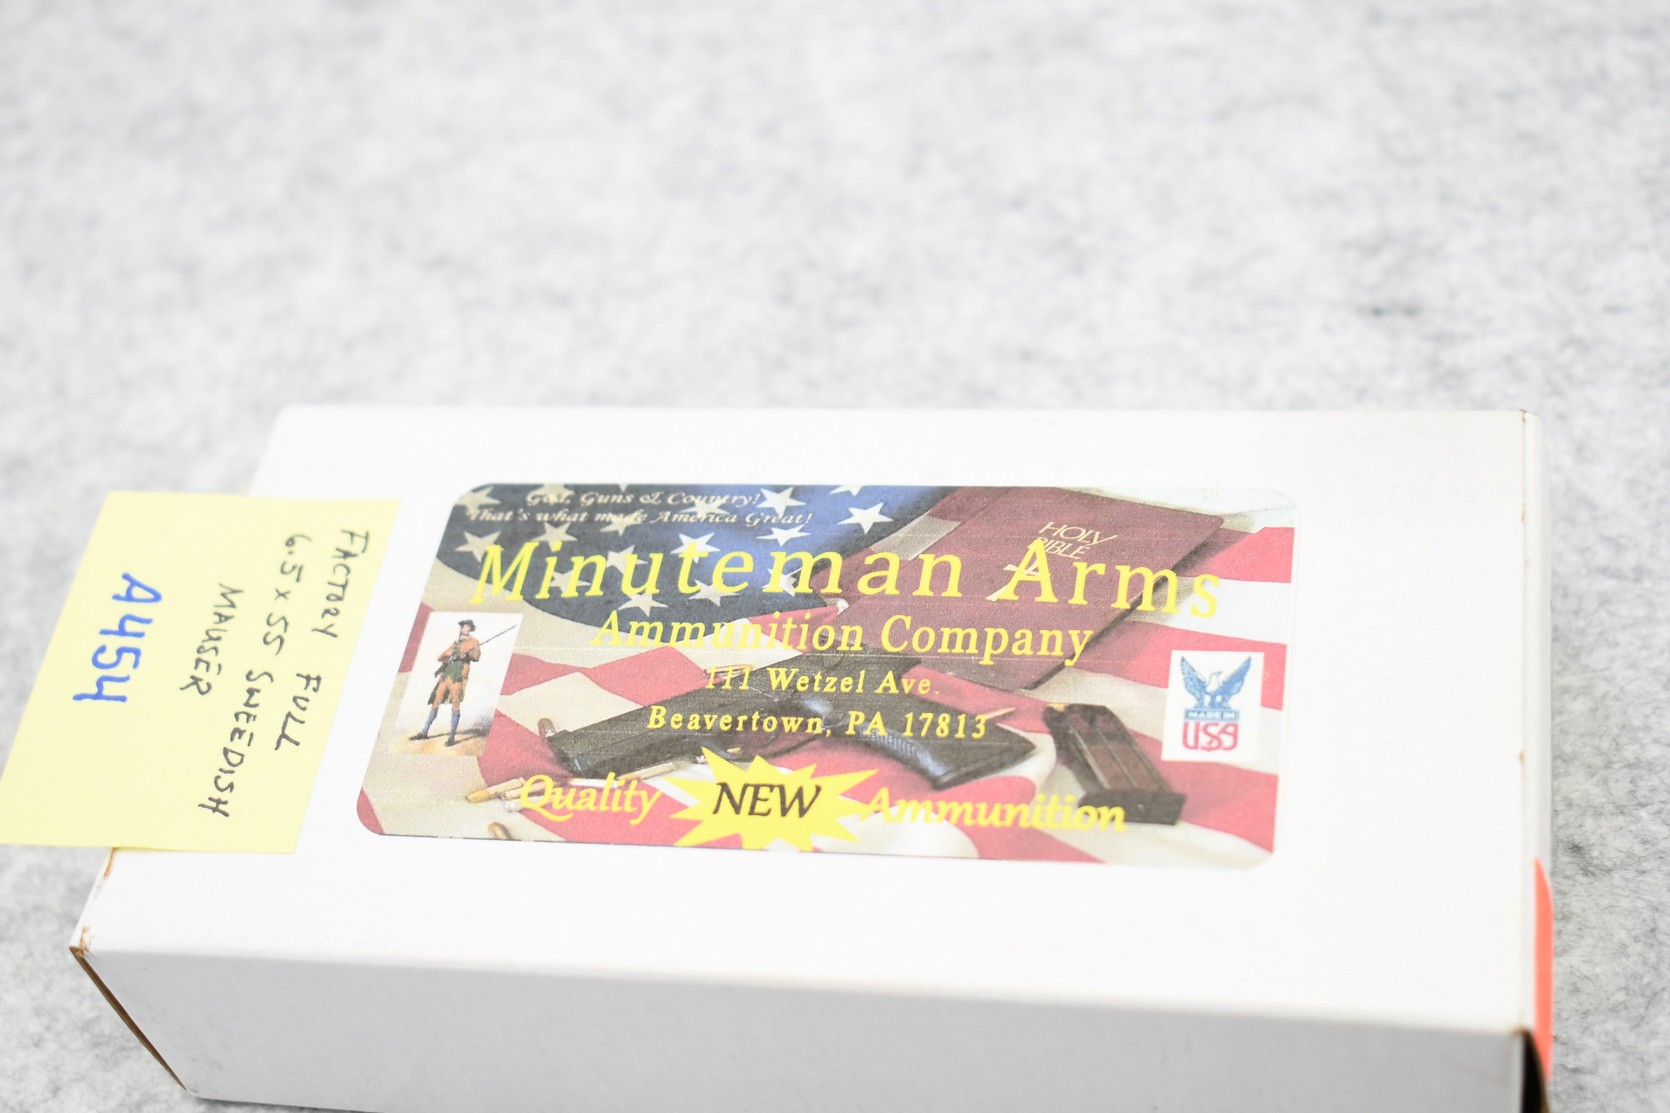 God, Guns & Country!
That's what made America Great!
HOLY
BIBLE
Minuteman Arms
Ammunition Company
111 Wetzel Ave.
Beavertown, PA 17813
Quality NEW Ammunition
MADE IN
USA
FACTORY FULL
6.5 x 55 SWEEDISH
MAUSER
A454